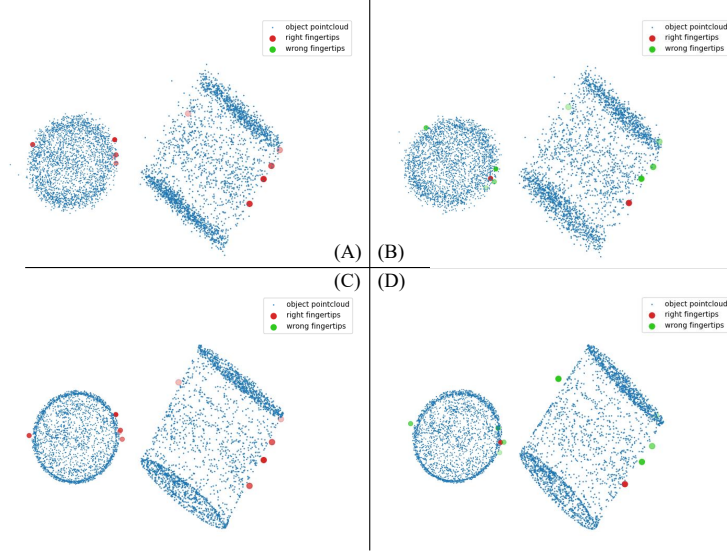 object pointcloud
right fingertips
wrong fingertips
object pointcloud
right fingertips
wrong fingertips
(A) (B)
(C) (D)
object pointcloud
right fingertips
wrong fingertips
object pointcloud
right fingertips
wrong fingertips